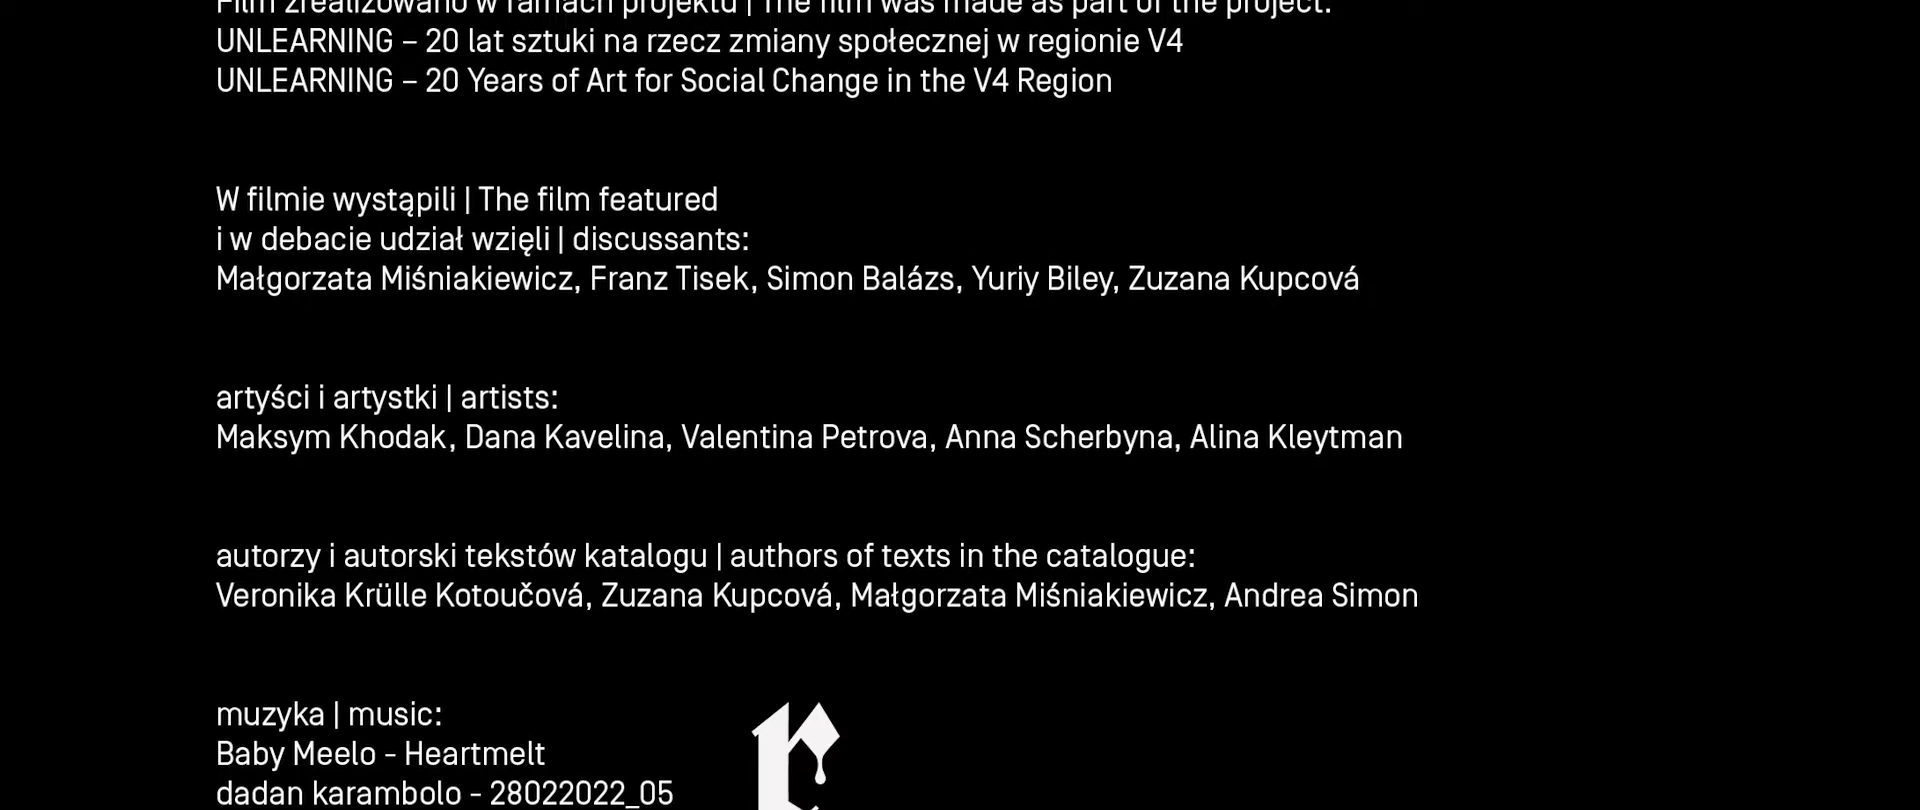 Film zrealizowano w ramach projektu | The film was made as part of the project:
UNLEARNING – 20 lat sztuki na rzecz zmiany społecznej w regionie V4
UNLEARNING – 20 Years of Art for Social Change in the V4 Region
W filmie wystąpili | The film featured
i w debacie udział wzięli | discussants:
Małgorzata Miśniakiewicz, Franz Tisek, Simon Balázs, Yuriy Biley, Zuzana Kupcová
artyści i artystki | artists:
Maksym Khodak, Dana Kavelina, Valentina Petrova, Anna Scherbyna, Alina Kleytman
autorzy i autorski tekstów katalogu | authors of texts in the catalogue:
Veronika Krülle Kotoučová, Zuzana Kupcová, Małgorzata Miśniakiewicz, Andrea Simon
muzyka | music:
Baby Meelo - Heartmelt
dadan karambolo - 28022022_05